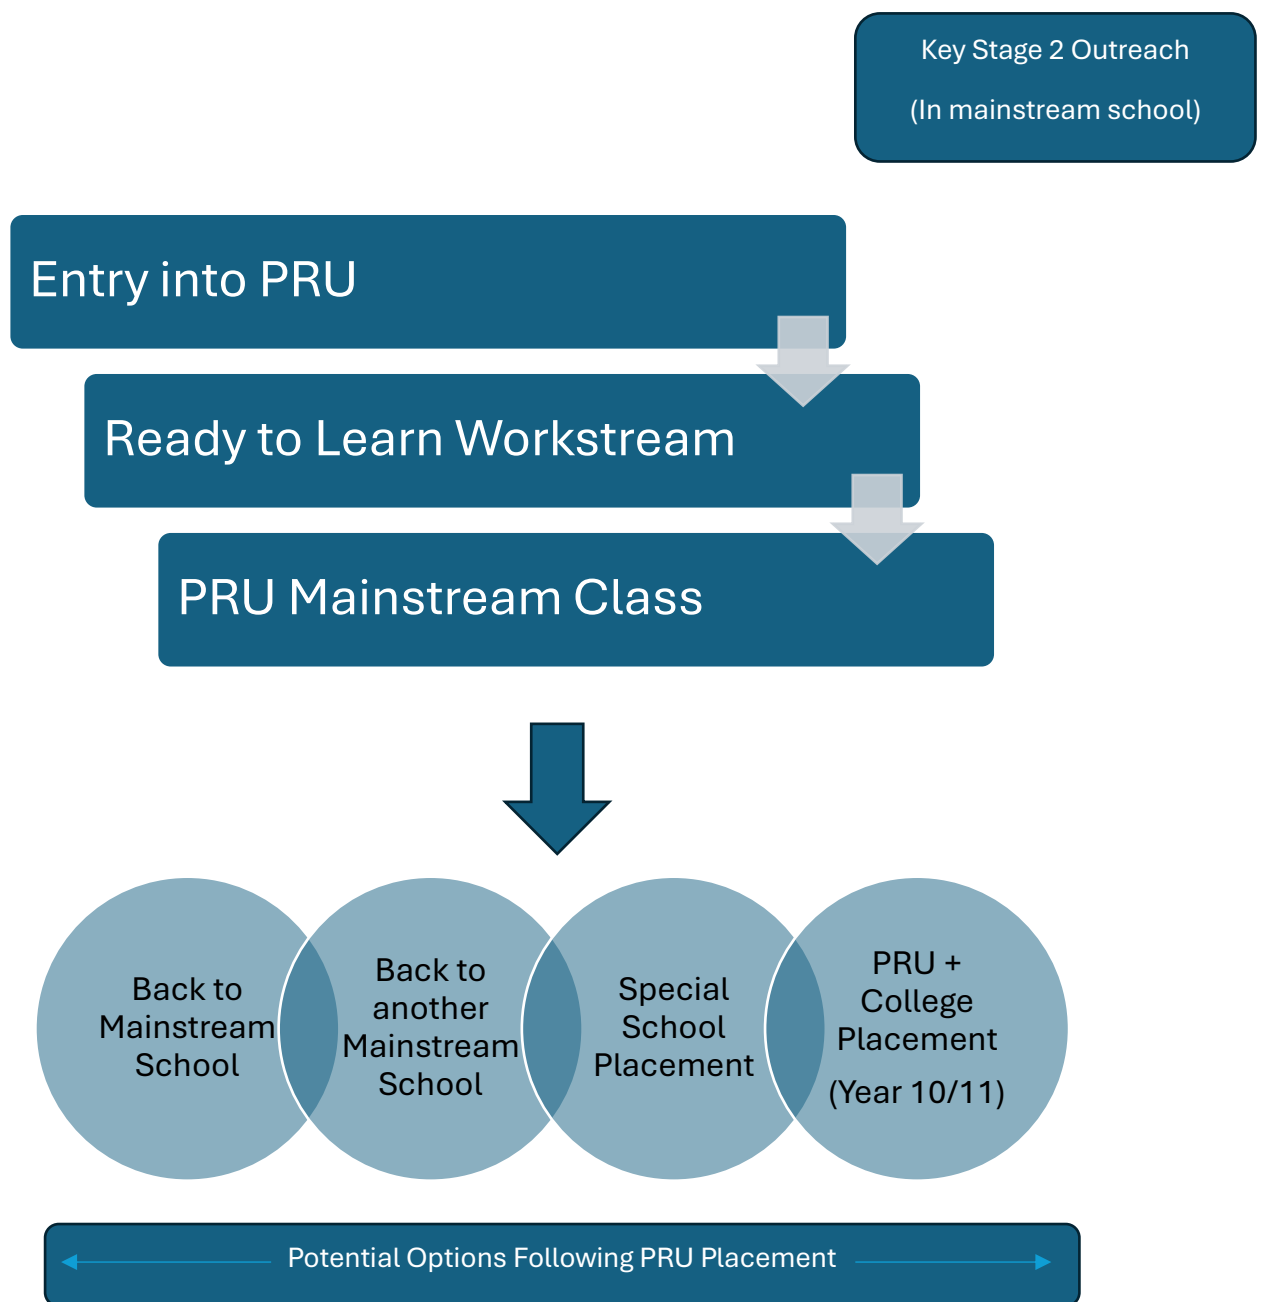 Key Stage 2 Outreach
(In mainstream school)
Entry into PRU
Ready to Learn Workstream
PRU Mainstream Class
Back to
Mainstream
School
Back to
another
Mainstream
School
Special
School
Placement
PRU +
College
Placement
(Year 10/11)
Potential Options Following PRU Placement